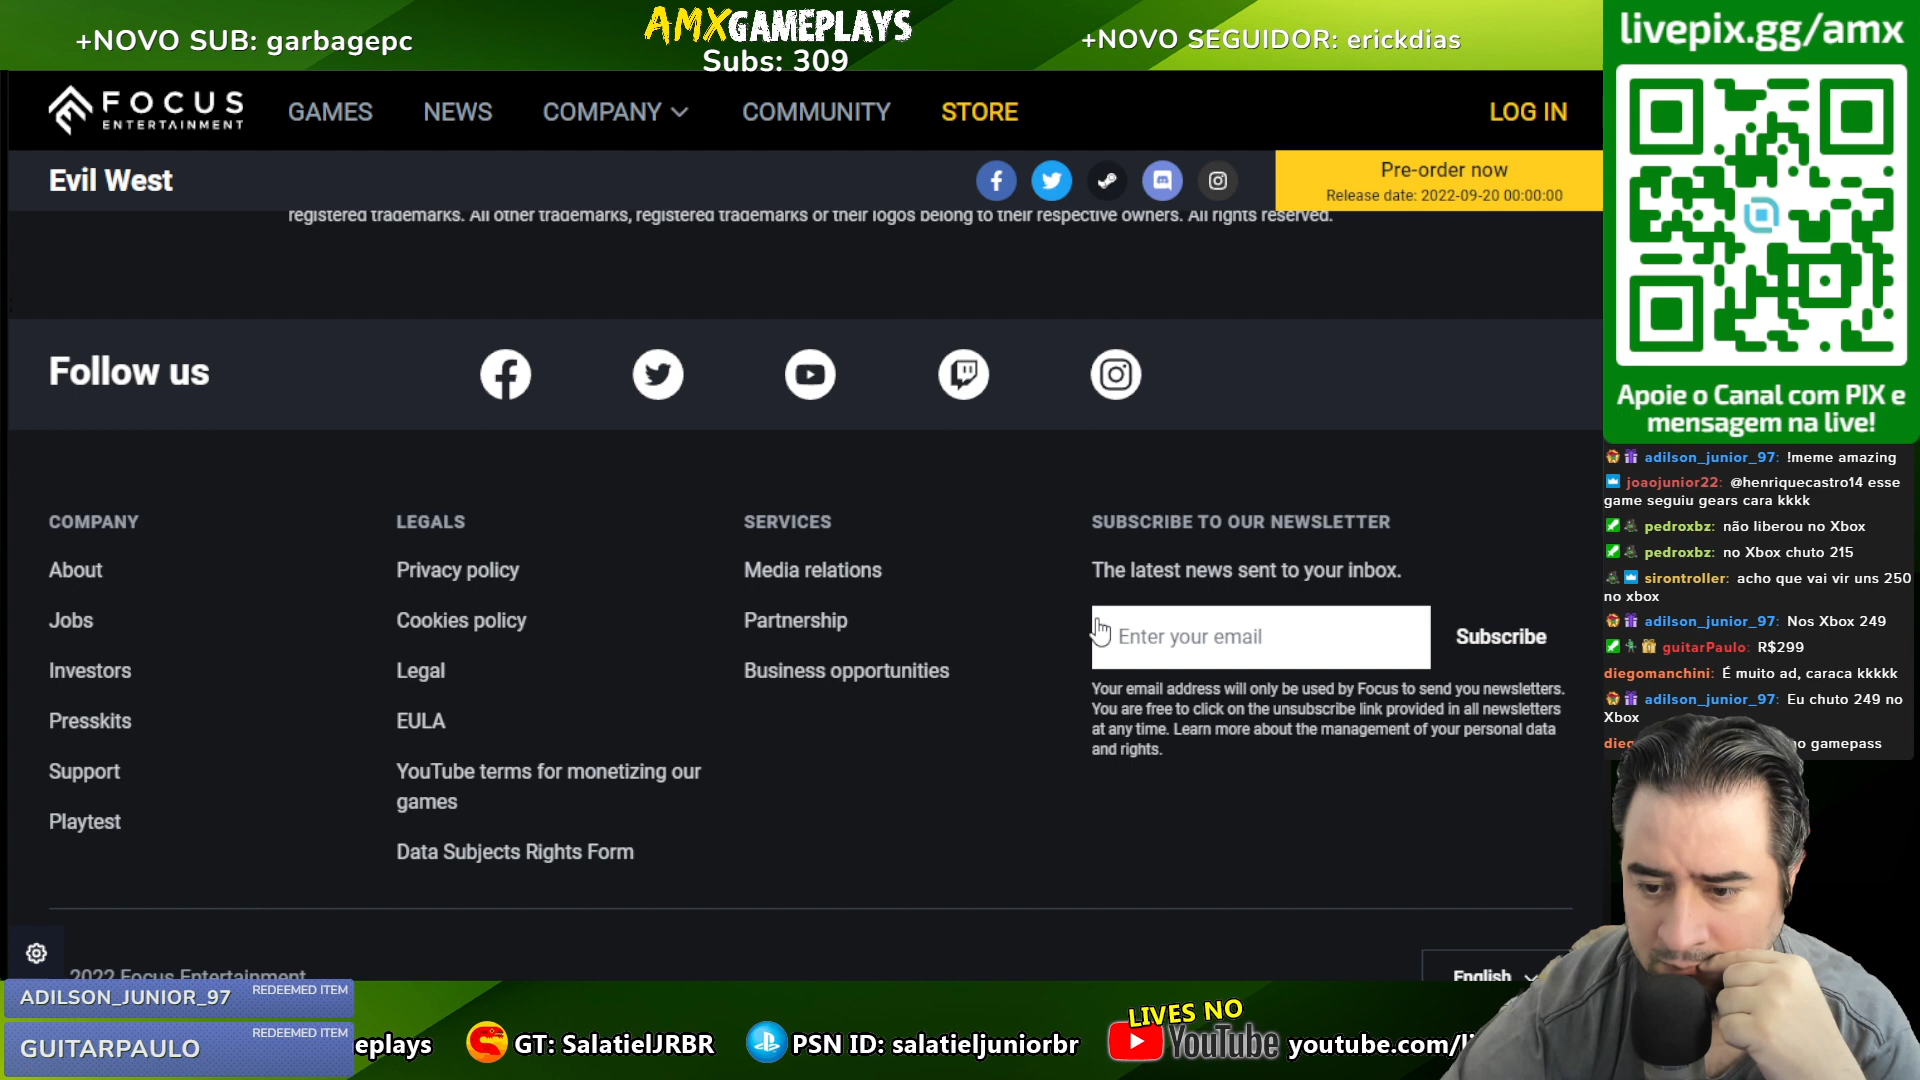 +NOVO SUB: garbagepc
AMXGAMEPLAYS
Subs: 309
+NOVO SEGUIDOR: erickdias
livepix.gg/amx
FOCUS
ENTERTAINMENT
GAMES
NEWS
COMPANY
COMMUNITY
STORE
LOG IN
Evil West
Pre-order now
Release date: 2022-09-20 00:00:00
registered trademarks. All other trademarks, registered trademarks or their logos belong to their respective owners. All rights reserved.
Follow us
COMPANY
About
Jobs
Investors
Presskits
Support
Playtest
LEGALS
Privacy policy
Cookies policy
Legal
EULA
YouTube terms for monetizing our
games
Data Subjects Rights Form
SERVICES
Media relations
Partnership
Business opportunities
SUBSCRIBE TO OUR NEWSLETTER
The latest news sent to your inbox.
Enter your email
Subscribe
Your email address will only be used by Focus to send you newsletters.
You are free to click on the unsubscribe link provided in all newsletters
at any time. Learn more about the management of your personal data
and rights.
2022 Focus Entertainment
English
Apoie o Canal com PIX e
mensagem na live!
adilson_junior_97: !meme amazing
joaojunior22: @henriquecastro14 esse
game seguiu gears cara kkkk
pedroxbz: não liberou no Xbox
pedroxbz: no Xbox chuto 215
sirontroller: acho que vai vir uns 250
no xbox
adilson_junior_97: Nos Xbox 249
guitarPaulo: R$299
diegomanchini: É muito ad, caraca kkkkk
adilson_junior_97: Eu chuto 249 no
Xbox
gamepass
ADILSON_JUNIOR_97
REDEEMED ITEM
GUITARPAULO
REDEEMED ITEM
eplays
GT: SalatielJRBR
PSN ID: salatieljuniorbr
LIVES NO
YouTube
youtube.com/